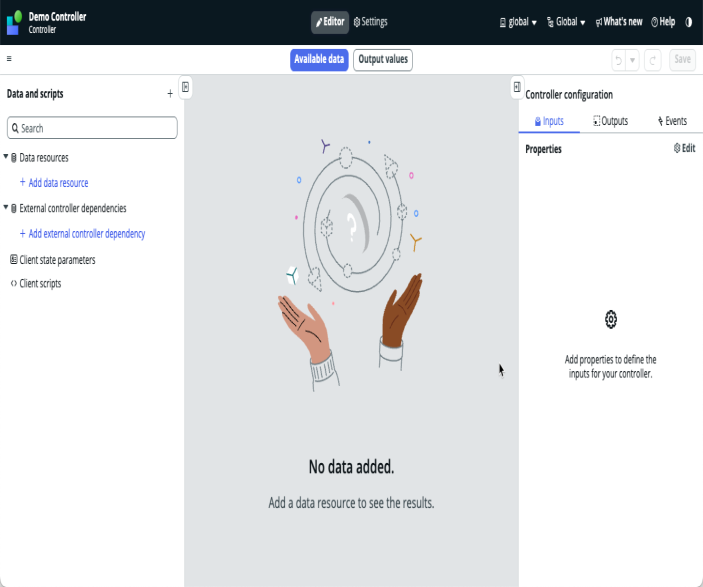 Demo Controller
Controller
Editor
Settings
global
Global
What's new
Help
Available data
Output values
Save
Data and scripts
Search
Data resources
+ Add data resource
External controller dependencies
+ Add external controller dependency
Client state parameters
Client scripts
?
No data added.
Add a data resource to see the results.
Controller configuration
Inputs
Outputs
Events
Properties
Edit
Add properties to define the
inputs for your controller.